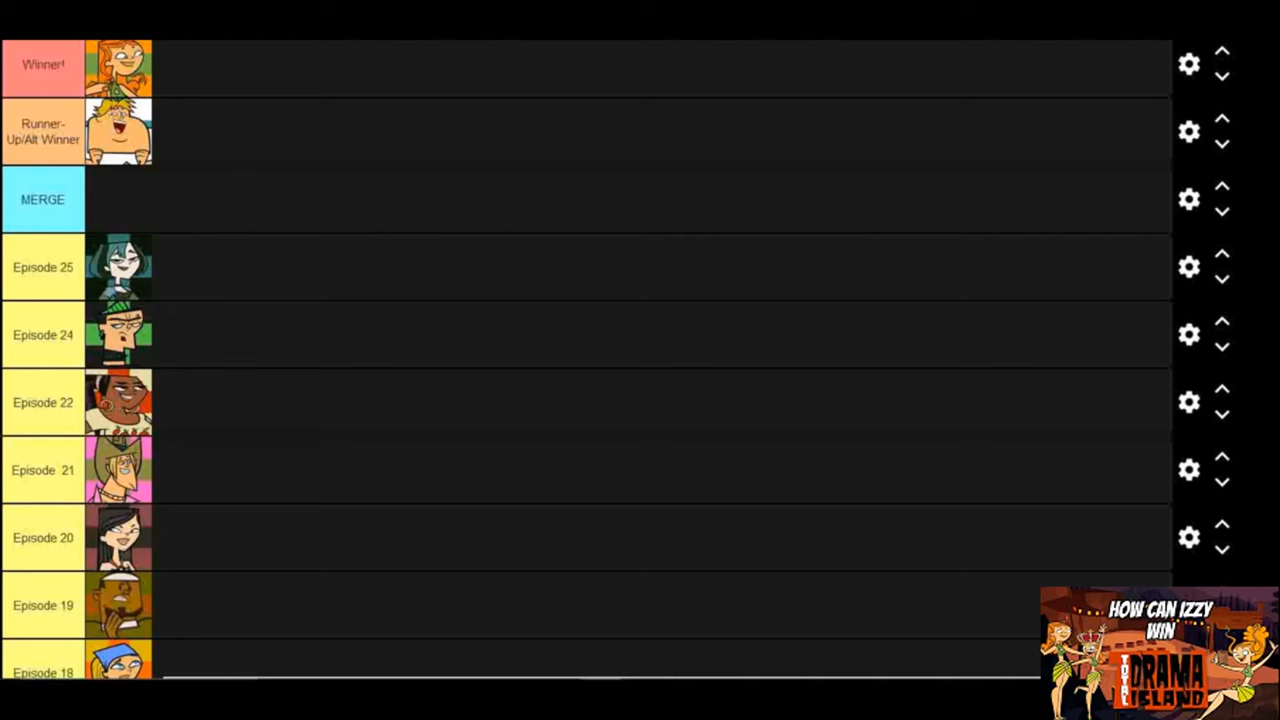 Winner!
Runner-
Up/Alt Winner
MERGE
Episode 25
Episode 24
Episode 22
Episode 21
Episode 20
Episode 19
Episode 18
HOW CAN IZZY
WIN
TOTAL
DRAMA
ISLAND